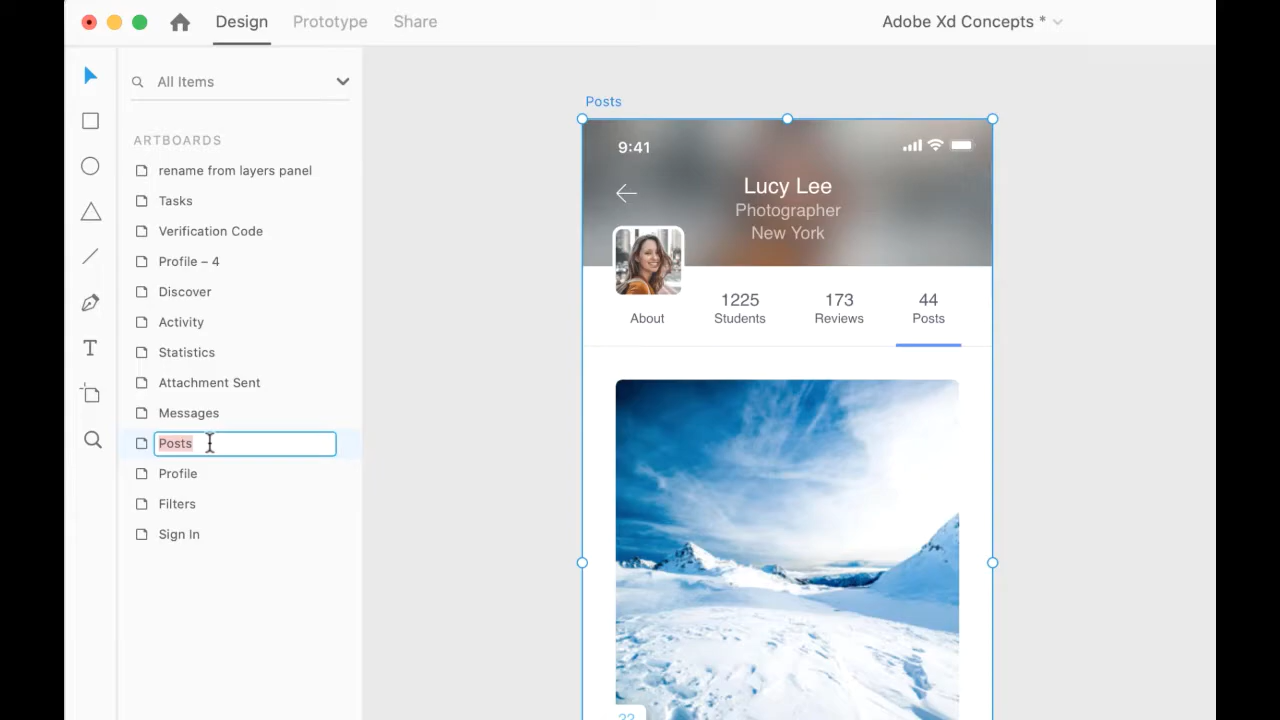 Design
Prototype
Share
Adobe Xd Concepts *
All Items
ARTBOARDS
rename from layers panel
Tasks
Verification Code
Profile – 4
Discover
Activity
Statistics
Attachment Sent
Messages
Posts
Profile
Filters
Sign In
Posts
9:41
Lucy Lee
Photographer
New York
About
1225
Students
173
Reviews
44
Posts